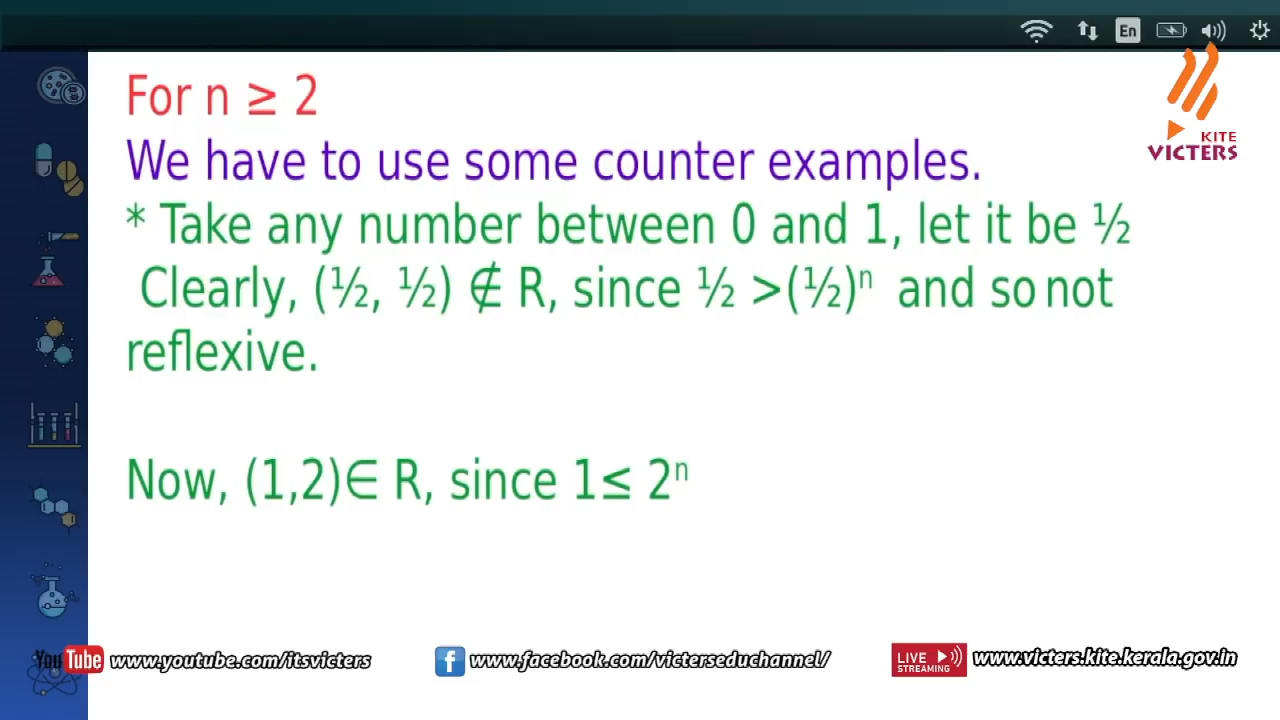 En
For n ≥ 2
KITE
VICTERS
We have to use some counter examples.
* Take any number between 0 and 1, let it be ½
Clearly, (½, ½) ∉ R, since ½ >(½)ⁿ and so not
reflexive.
Now, (1,2)∈ R, since 1≤ 2ⁿ
You Tube www.youtube.com/itsvicters
f www.facebook.com/victerseduchannel/
LIVE STREAMING www.victers.kite.kerala.gov.in